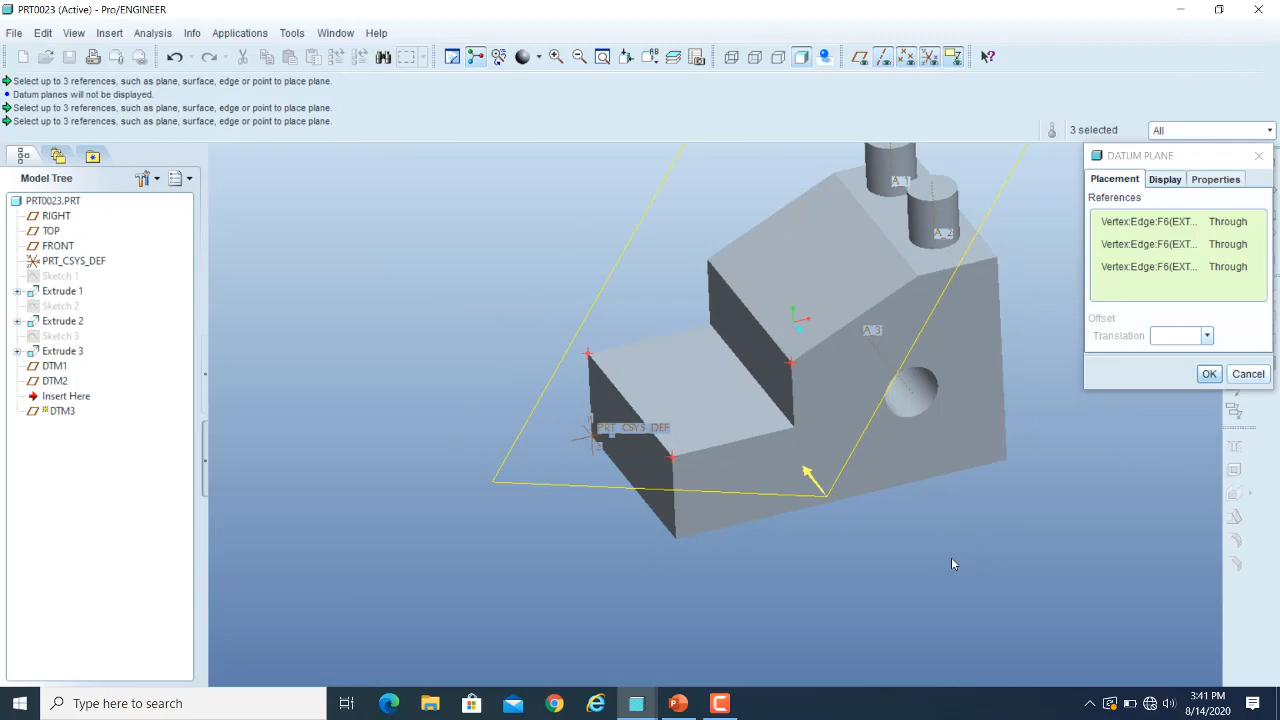 PRT0023 (Active) - Pro/ENGINEER
File Edit View Insert Analysis Info Applications Tools Window Help
Select up to 3 references, such as plane, surface, edge or point to place plane.
Datum planes will not be displayed.
Select up to 3 references, such as plane, surface, edge or point to place plane.
Select up to 3 references, such as plane, surface, edge or point to place plane.
3 selected All
Model Tree
PRT0023.PRT
RIGHT
TOP
FRONT
PRT_CSYS_DEF
Sketch 1
Extrude 1
Sketch 2
Extrude 2
Sketch 3
Extrude 3
DTM1
DTM2
Insert Here
DTM3
A_1
A_2
A_3
PRT_CSYS_DEF
DATUM PLANE
Placement Display Properties
References
Vertex:Edge:F6(EXT... Through
Vertex:Edge:F6(EXT... Through
Vertex:Edge:F6(EXT... Through
Offset
Translation
OK Cancel
Type here to search
3:41 PM
8/14/2020